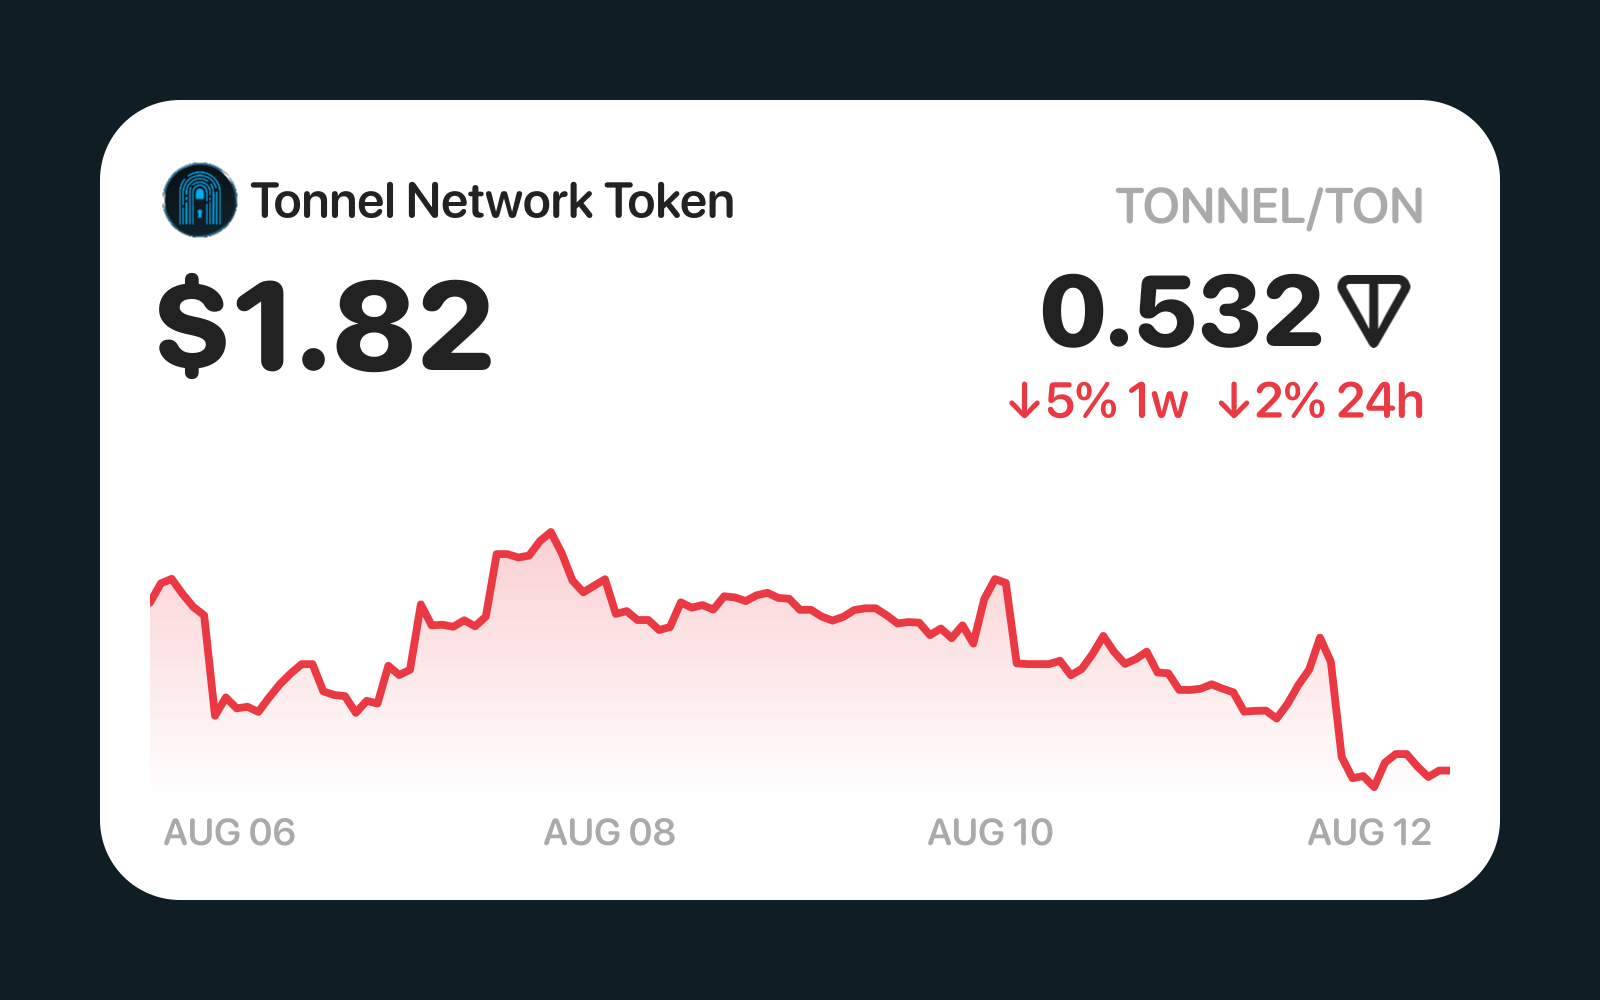 Tonnel Network Token
$1.82
TONNEL/TON
0.532
↓5% 1w ↓2% 24h
AUG 06 AUG 08 AUG 10 AUG 12